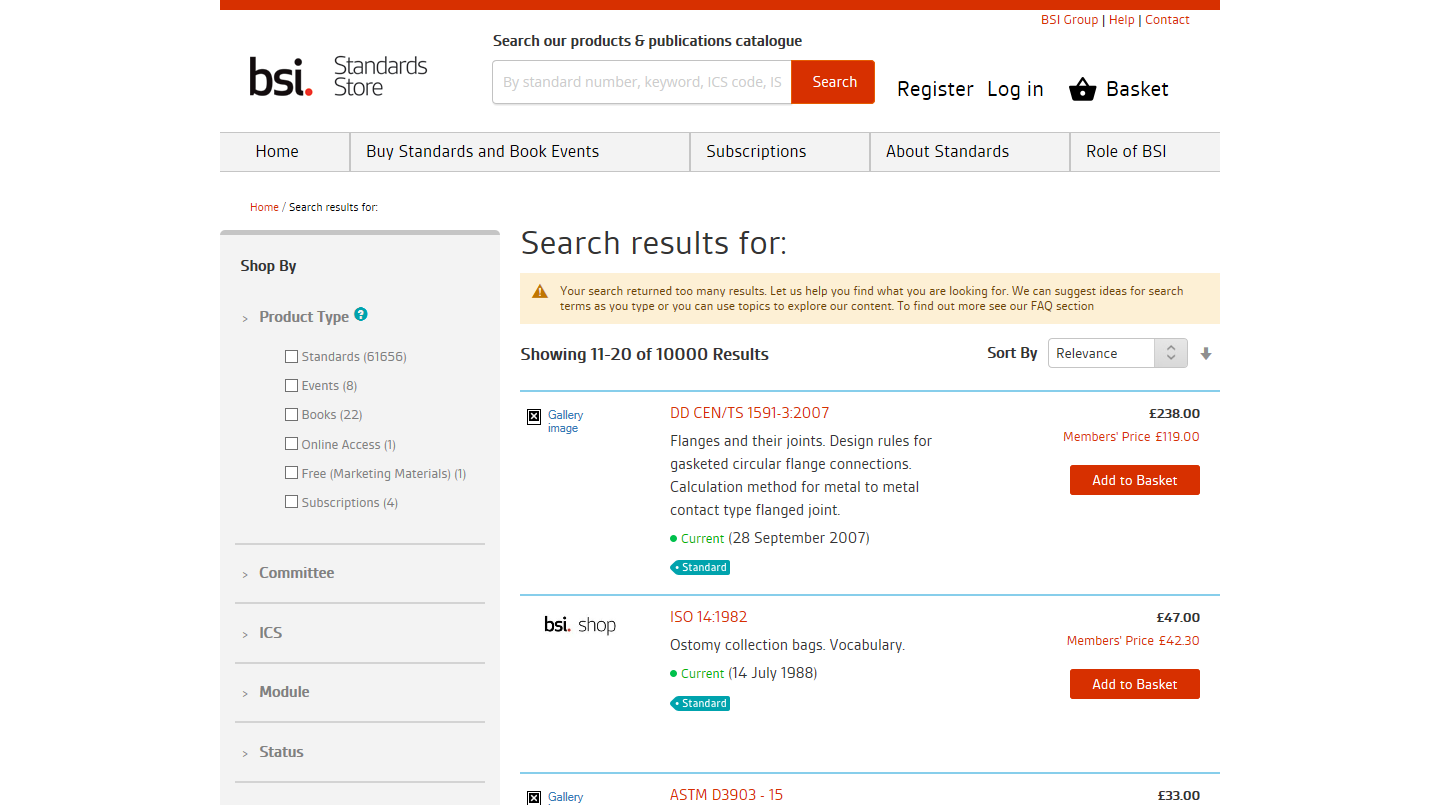 BSI Group | Help | Contact
Search our products & publications catalogue
bsi. Standards Store
By standard number, keyword, ICS code, IS
Search
Register Log in Basket
Home
Buy Standards and Book Events
Subscriptions
About Standards
Role of BSI
Home / Search results for:
Shop By
> Product Type ?
Standards (61656)
Events (8)
Books (22)
Online Access (1)
Free (Marketing Materials) (1)
Subscriptions (4)
> Committee
> ICS
> Module
> Status
Search results for:
Your search returned too many results. Let us help you find what you are looking for. We can suggest ideas for search
terms as you type or you can use topics to explore our content. To find out more see our FAQ section
Showing 11-20 of 10000 Results
Sort By Relevance
Gallery
image
DD CEN/TS 1591-3:2007
Flanges and their joints. Design rules for
gasketed circular flange connections.
Calculation method for metal to metal
contact type flanged joint.
Current (28 September 2007)
Standard
£238.00
Members' Price £119.00
Add to Basket
bsi. shop
ISO 14:1982
Ostomy collection bags. Vocabulary.
Current (14 July 1988)
Standard
£47.00
Members' Price £42.30
Add to Basket
Gallery
ASTM D3903 - 15
£33.00